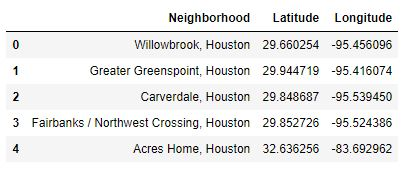 Neighborhood Latitude Longitude
0 Willowbrook, Houston 29.660254 -95.456096
1 Greater Greenspoint, Houston 29.944719 -95.416074
2 Carverdale, Houston 29.848687 -95.539450
3 Fairbanks / Northwest Crossing, Houston 29.852726 -95.524386
4 Acres Home, Houston 32.636256 -83.692962